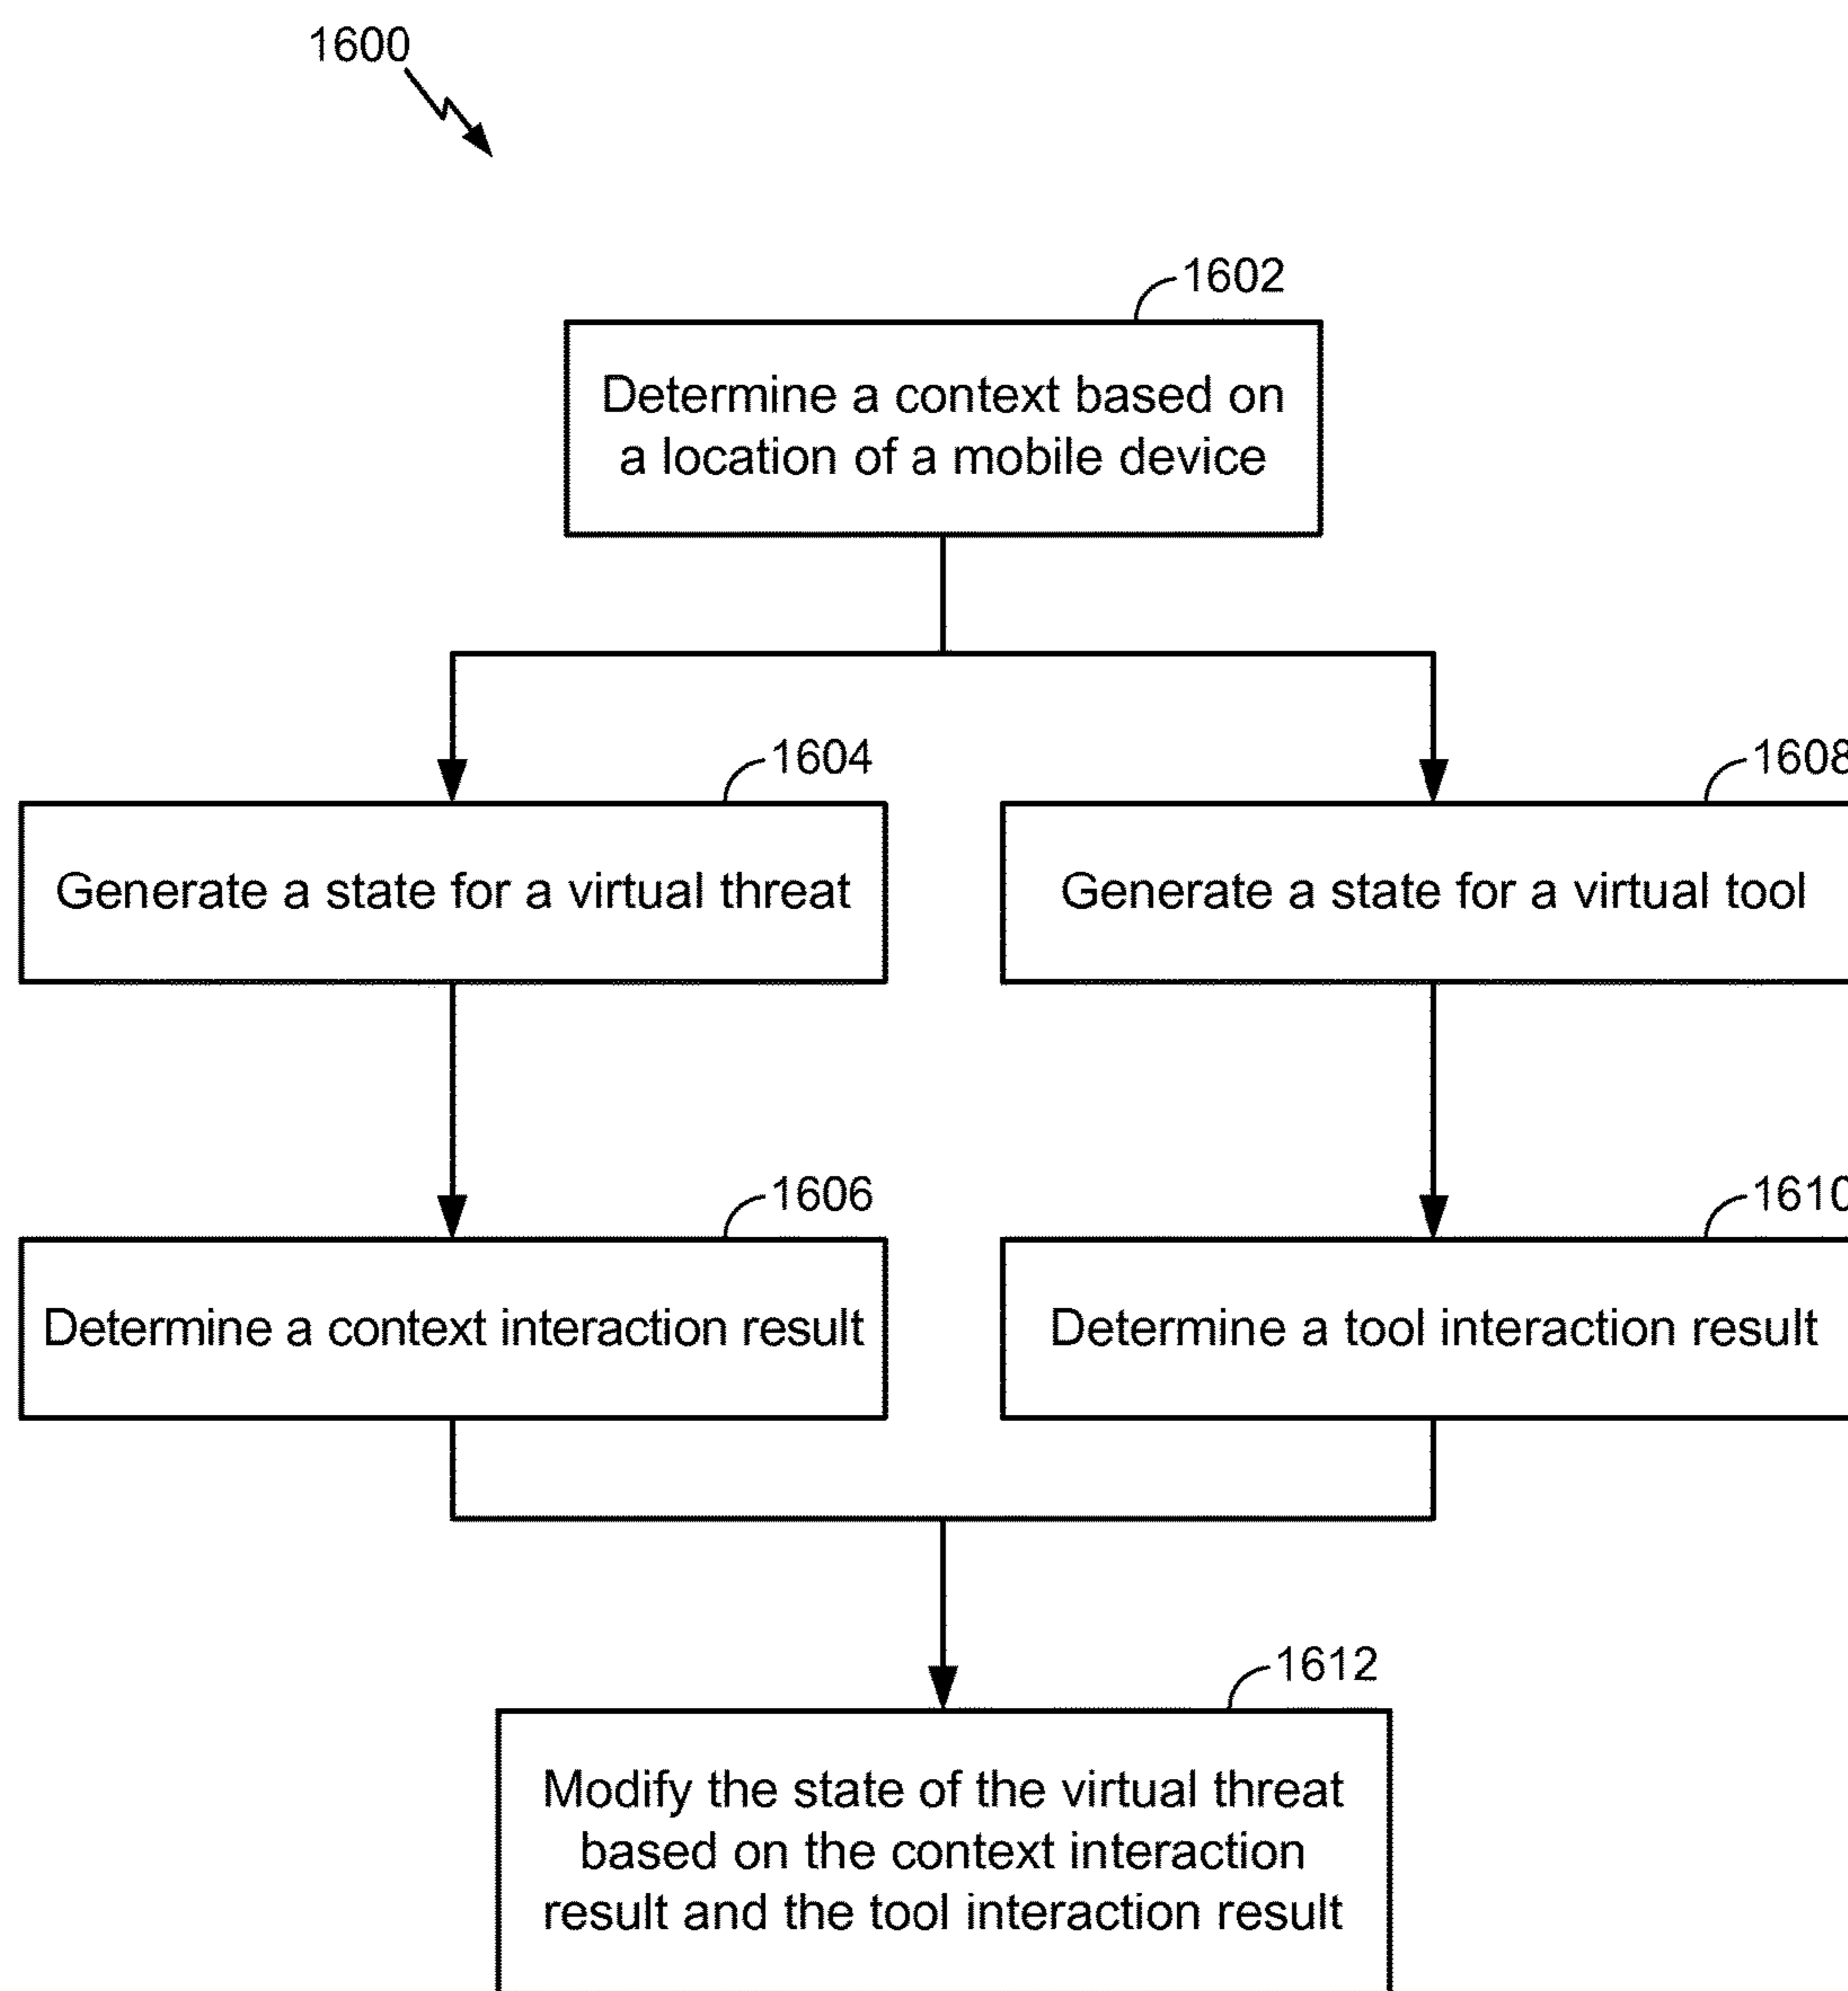 1600
1602
Determine a context based on
a location of a mobile device
1604
1608
Generate a state for a virtual threat
Generate a state for a virtual tool
1606
1610
Determine a context interaction result
Determine a tool interaction result
1612
Modify the state of the virtual threat
based on the context interaction
result and the tool interaction result